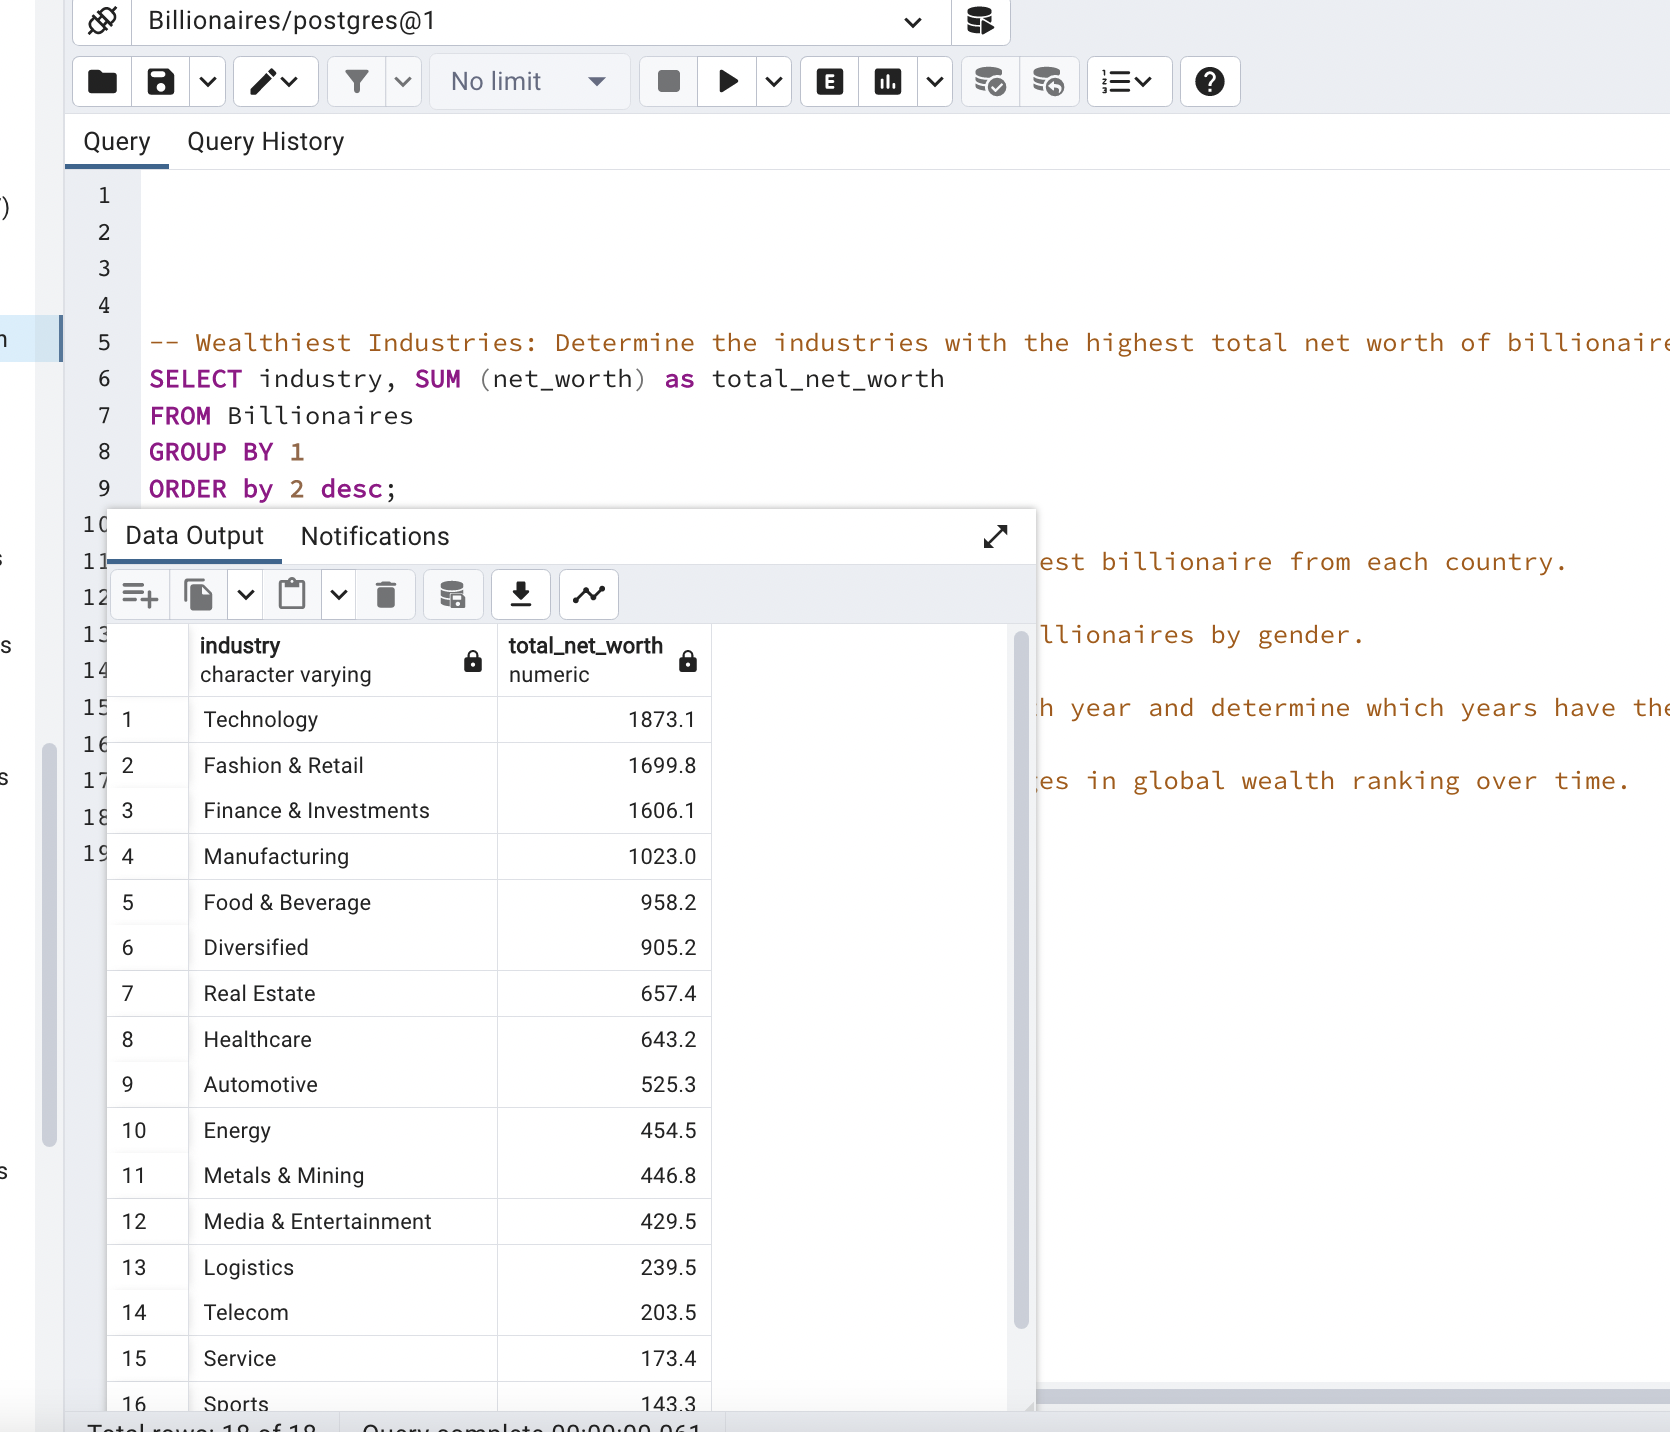 Billionaires/postgres@1
No limit
Query Query History
1
2
3
4
5 -- Wealthiest Industries: Determine the industries with the highest total net worth of billionaire
6 SELECT industry, SUM (net_worth) as total_net_worth
7 FROM Billionaires
8 GROUP BY 1
9 ORDER by 2 desc;
10
11 est billionaire from each country.
12
13 llionaires by gender.
14
15 h year and determine which years have the
16
17 es in global wealth ranking over time.
18
19
Data Output Notifications
industry total_net_worth
character varying numeric
1 Technology 1873.1
2 Fashion & Retail 1699.8
3 Finance & Investments 1606.1
4 Manufacturing 1023.0
5 Food & Beverage 958.2
6 Diversified 905.2
7 Real Estate 657.4
8 Healthcare 643.2
9 Automotive 525.3
10 Energy 454.5
11 Metals & Mining 446.8
12 Media & Entertainment 429.5
13 Logistics 239.5
14 Telecom 203.5
15 Service 173.4
16 Sports 143.3
Total rows: 18 of 18 Query complete 00:00:00.061